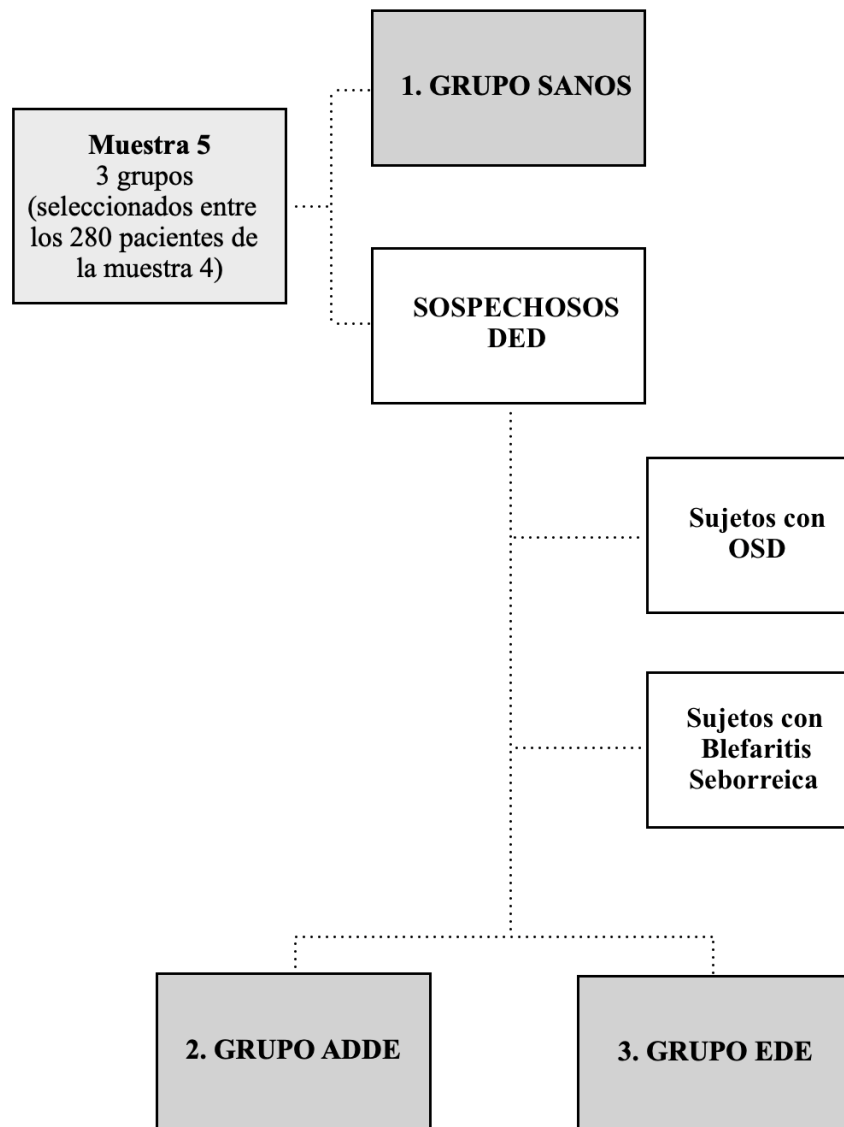 1. GRUPO SANOS
Muestra 5
3 grupos
(seleccionados entre
los 280 pacientes de
la muestra 4)
SOSPECHOSOS
DED
Sujetos con
OSD
Sujetos con
Blefaritis
Seborreica
2. GRUPO ADDE
3. GRUPO EDE